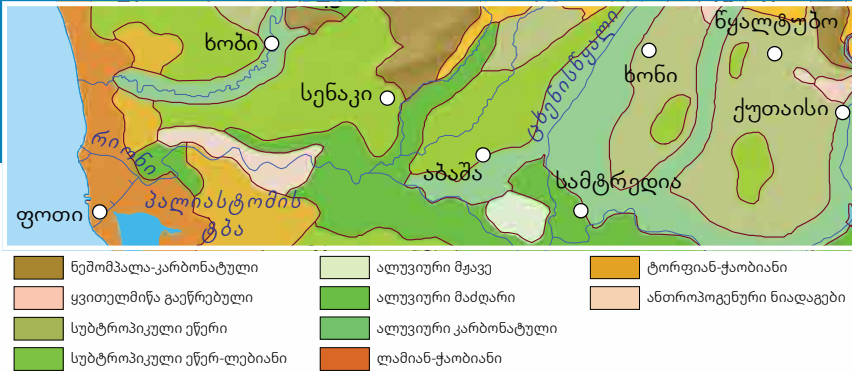 წყალტუბო
ხობი
ხონი
სენაკი
ცხენისწყალი
ქუთაისი
რიონი
აბაშა
სამტრედია
ფოთი
პალიასტომის
ტბა
ნეშომპალა-კარბონატული
ყვითელმიწა გაეწრებული
სუბტროპიკული ეწერი
სუბტროპიკული ეწერ-ლებიანი
ალუვიური მჟავე
ალუვიური მაძღარი
ალუვიური კარბონატული
ლამიან-ჭაობიანი
ტორფიან-ჭაობიანი
ანთროპოგენური ნიადაგები